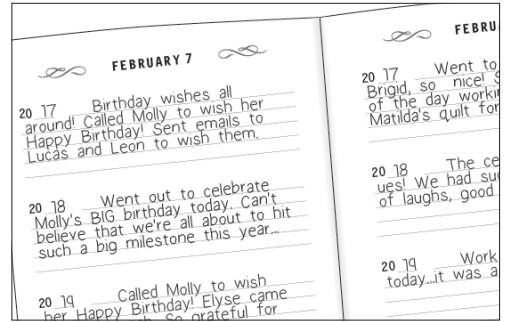 FEBRUARY 7
20 17 Birthday wishes all
around! Called Molly to wish her
Happy Birthday! Sent emails to
Lucas and Leon to wish them.
20 18 Went out to celebrate
Molly's BIG birthday today. Can't
believe that we're all about to hit
such a big milestone this year...
20 19 Called Molly to wish
her Happy Birthday! Elyse came
So grateful for
FEBRU
20 17 Went to
Brigid, so nice! S
of the day workin
Matilda's quilt for
20 18 The ce
ues! We had su
of laughs, good
20 19 Work
today...it was a